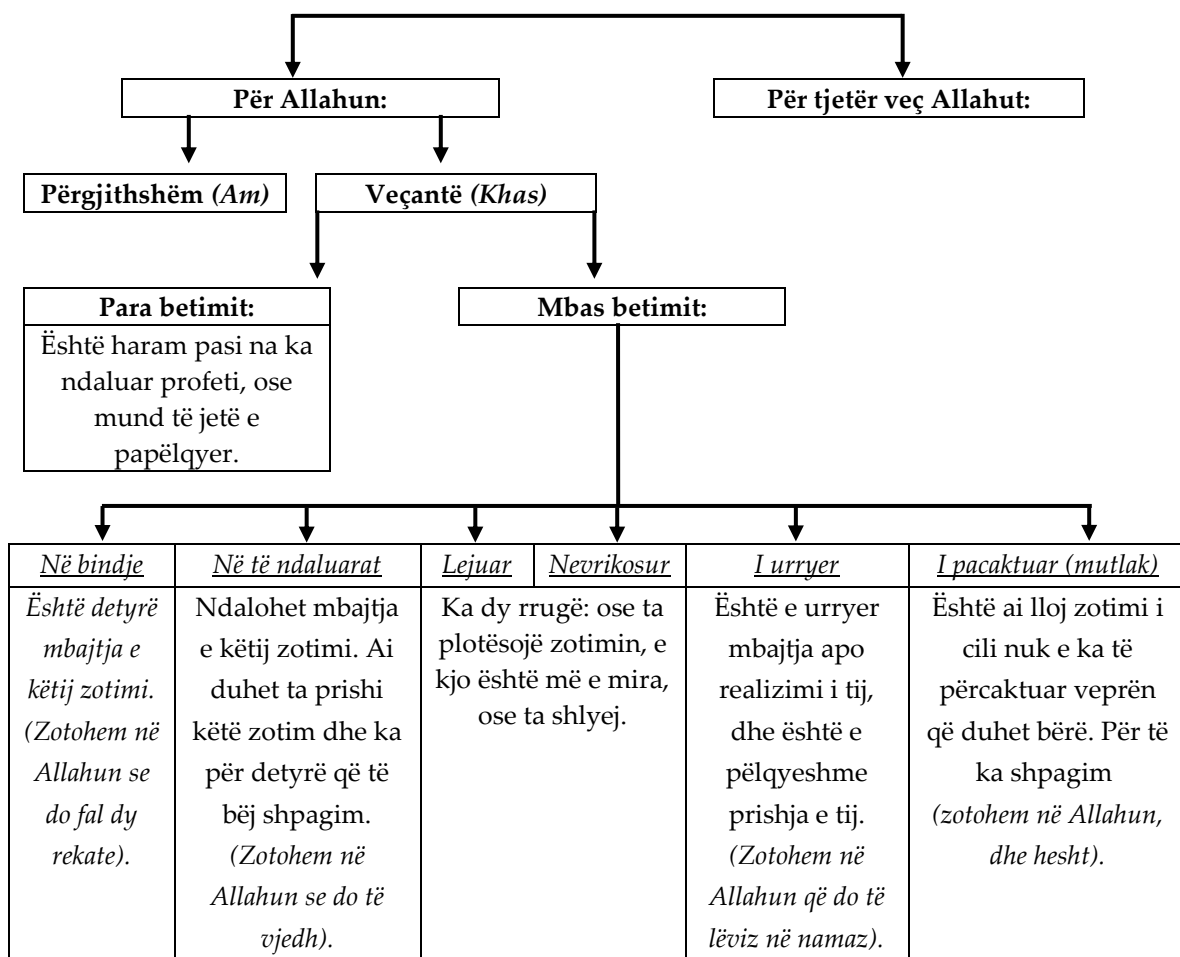 Për Allahun:
Për tjetër veç Allahut:
Përgjithshëm (Am)
Veçantë (Khas)
Para betimit:
Është haram pasi na ka
ndaluar profeti, ose
mund të jetë e
papëlqyer.
Mbas betimit:
Në bindje
Është detyrë
mbajtja e
këtij zotimi.
(Zotohem në
Allahun se
do fal dy
rekate).
Në të ndaluarat
Ndalohet mbajtja
e këtij zotimi. Ai
duhet ta prishi
këtë zotim dhe ka
për detyrë që të
bëj shpagim.
(Zotohem në
Allahun se do të
vjedh).
Lejuar
Nevrikosur
Ka dy rrugë: ose ta
plotësojë zotimin, e
kjo është më e mira,
ose ta shlyej.
I urryer
Është e urryer
mbajtja apo
realizimi i tij,
dhe është e
pëlqyeshme
prishja e tij.
(Zotohem në
Allahun që do të
lëviz në namaz).
I pacaktuar (mutlak)
Është ai lloj zotimi i
cili nuk e ka të
përcaktuar veprën
që duhet bërë. Për të
ka shpagim
(zotohem në Allahun,
dhe hesht).